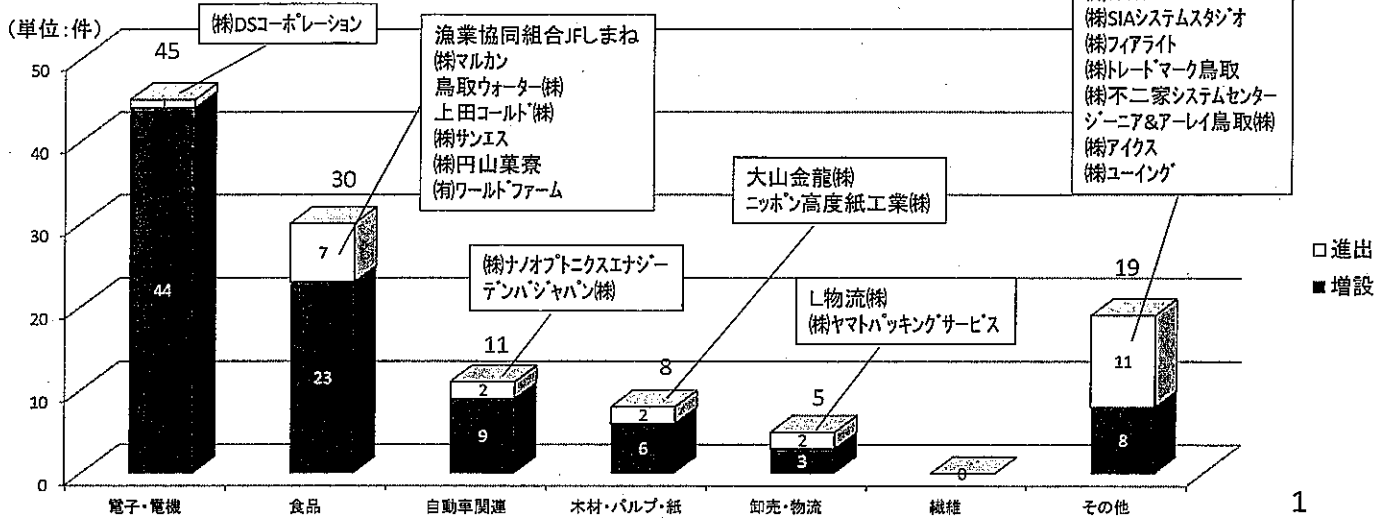 (単位:件)
㈱DSコーポレーション
漁業協同組合JFしまね
㈱マルカン
鳥取ウォーター㈱
上田コールド㈱
㈱サンエス
㈱円山菓寮
㈲ワールドファーム
㈱ナノオプトニクスエナジー
デンバジャパン㈱
大山金龍㈱
ニッポン高度紙工業㈱
L物流㈱
㈱ヤマトパッキングサービス
㈱SIAシステムスタジオ
㈱フィアライト
㈱トレードマーク鳥取
㈱不二家システムセンター
ジーニア&アーレイ鳥取㈱
㈱アイクス
㈱ユーイング
50
40
30
20
10
0
45
1
44
30
7
23
11
2
9
8
2
6
5
2
3
0
19
11
8
□進出
■増設
電子・電機
食品
自動車関連
木材・パルプ・紙
卸売・物流
繊維
その他
1